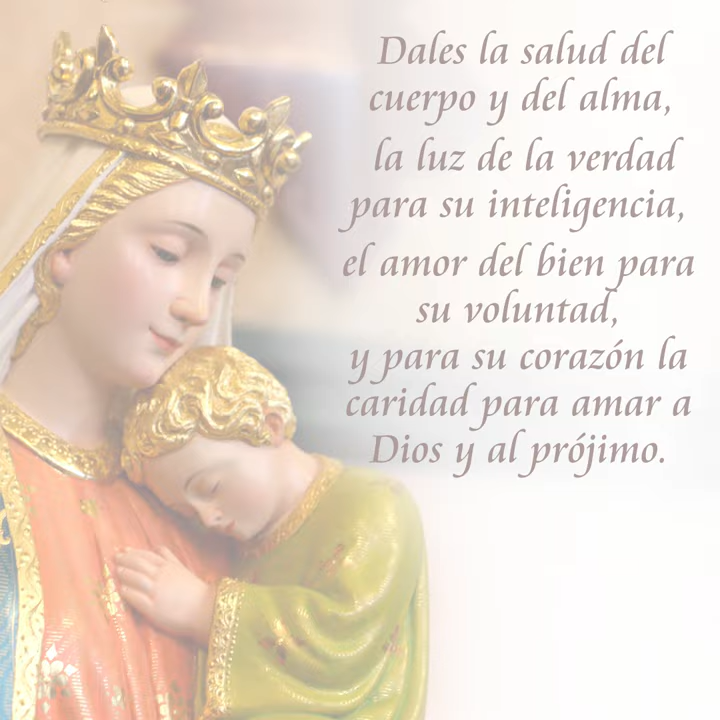 Dales la salud del
cuerpo y del alma,
la luz de la verdad
para su inteligencia,
el amor del bien para
su voluntad,
y para su corazón la
caridad para amar a
Dios y al prójimo.